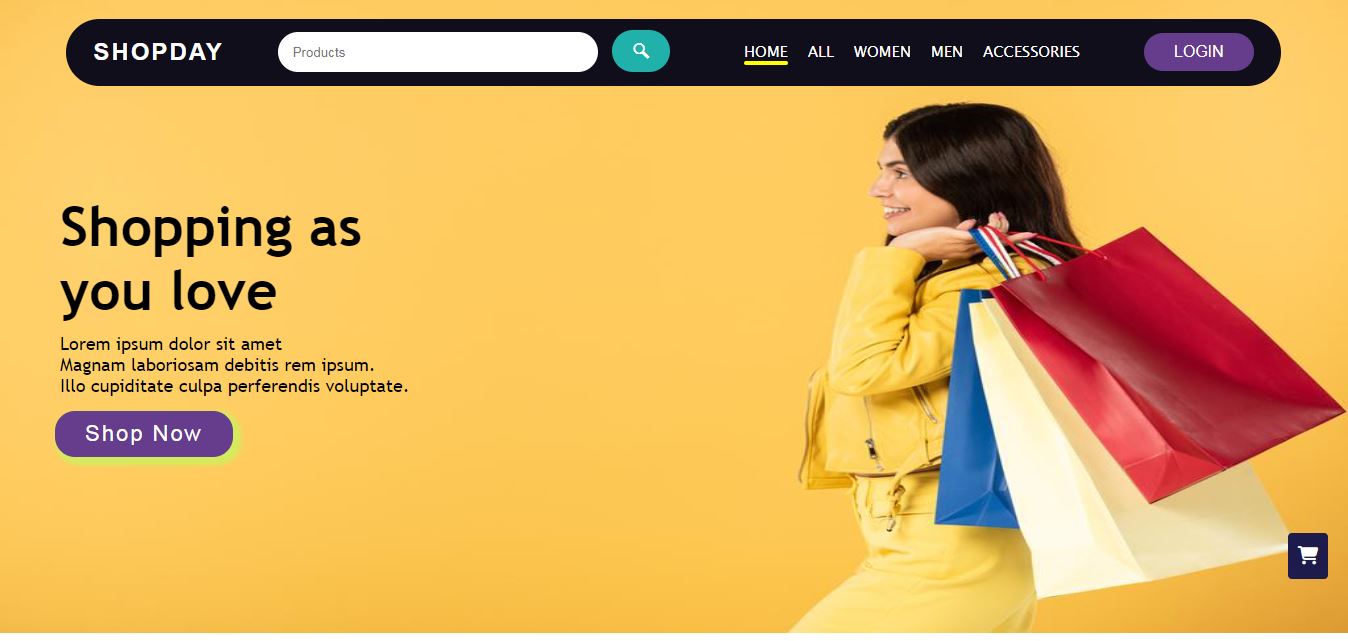 SHOPDAY
Products
HOME ALL WOMEN MEN ACCESSORIES
LOGIN
Shopping as
you love
Lorem ipsum dolor sit amet
Magnam laboriosam debitis rem ipsum.
Illo cupiditate culpa perferendis voluptate.
Shop Now